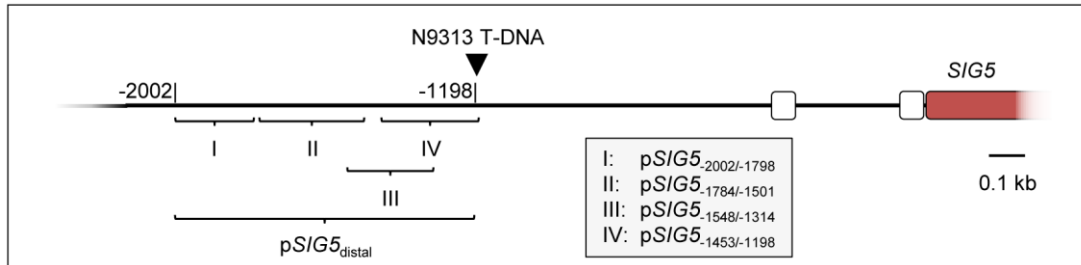 N9313 T-DNA
-2002
-1198
SIG5
I
II
IV
III
pSIG5distal
I: pSIG5-2002/-1798
II: pSIG5-1784/-1501
III: pSIG5-1548/-1314
IV: pSIG5-1453/-1198
0.1 kb